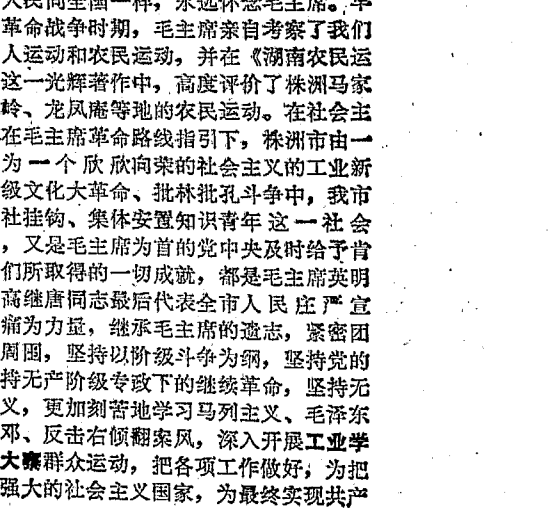 人民同全国一样，永远怀念毛主席。早
革命战争时期，毛主席亲自考察了我们
人运动和农民运动，并在《湖南农民运
这一光辉著作中，高度评价了株洲马家
岭、龙凤庵等地的农民运动。在社会主
在毛主席革命路线指引下，株洲市由一
为一个欣欣向荣的社会主义的工业新
级文化大革命、批林批孔斗争中，我市
社挂钩、集体安置知识青年这一社会
，又是毛主席为首的党中央及时给予肯
们所取得的一切成就，都是毛主席英明
高继唐同志最后代表全市人民庄严宣
痛为力量，继承毛主席的遗志，紧密团
周围，坚持以阶级斗争为纲，坚持党的
持无产阶级专政下的继续革命，坚持无
义，更加刻苦地学习马列主义、毛泽东
邓、反击右倾翻案风，深入开展工业学
大寨群众运动，把各项工作做好，为把
强大的社会主义国家，为最终实现共产